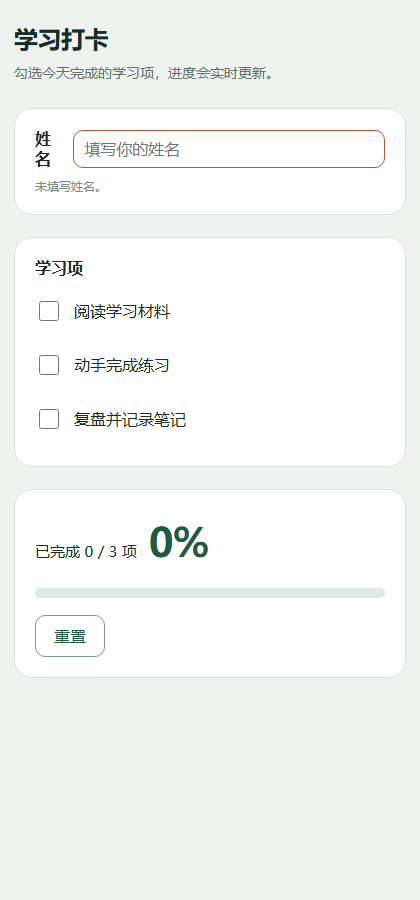 学习打卡
勾选今天完成的学习项，进度会实时更新。
姓名
填写你的姓名
未填写姓名。
学习项
阅读学习材料
动手完成练习
复盘并记录笔记
已完成 0 / 3 项 0%
重置